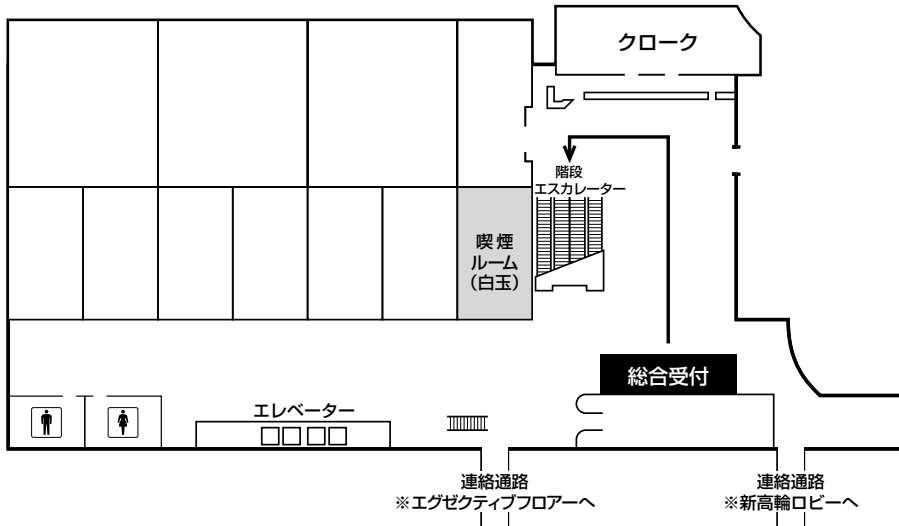 クローク
階段
エスカレーター
喫煙
ルーム
(白玉)
総合受付
エレベーター
連絡通路
※エグゼクティブフロアーへ
連絡通路
※新高輪ロビーへ